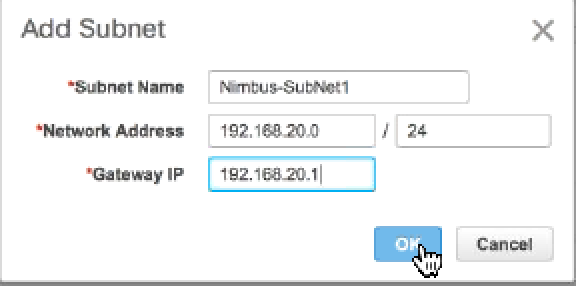 Add Subnet
*Subnet Name Nimbus-SubNet1
*Network Address 192.168.20.0 / 24
*Gateway IP 192.168.20.1
OK Cancel